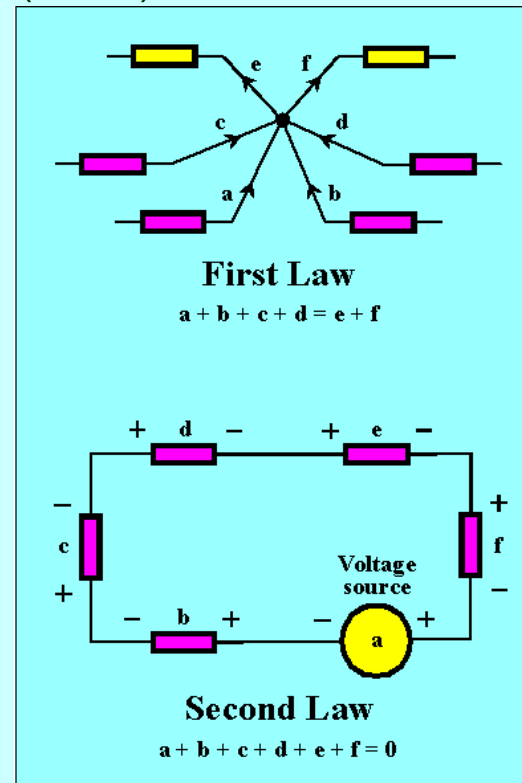 e f
c d
a b
First Law
a + b + c + d = e + f
+ d − + e −
− +
c f
Voltage
source
+ −
− b + − a +
Second Law
a + b + c + d + e + f = 0